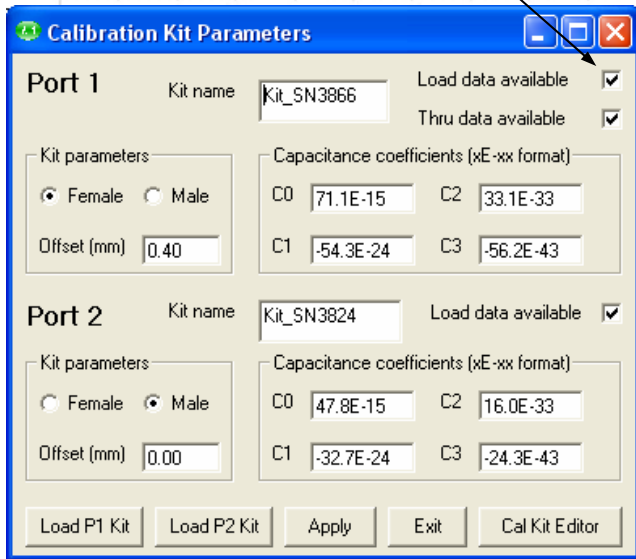 Calibration Kit Parameters
Port 1
Kit name
Kit_SN3866
Load data available
Thru data available
Kit parameters
Female Male
Offset (mm) 0.40
Capacitance coefficients (xE-xx format)
C0 71.1E-15 C2 33.1E-33
C1 -54.3E-24 C3 -56.2E-43
Port 2
Kit name
Kit_SN3824
Load data available
Kit parameters
Female Male
Offset (mm) 0.00
Capacitance coefficients (xE-xx format)
C0 47.8E-15 C2 16.0E-33
C1 -32.7E-24 C3 -24.3E-43
Load P1 Kit Load P2 Kit Apply Exit Cal Kit Editor